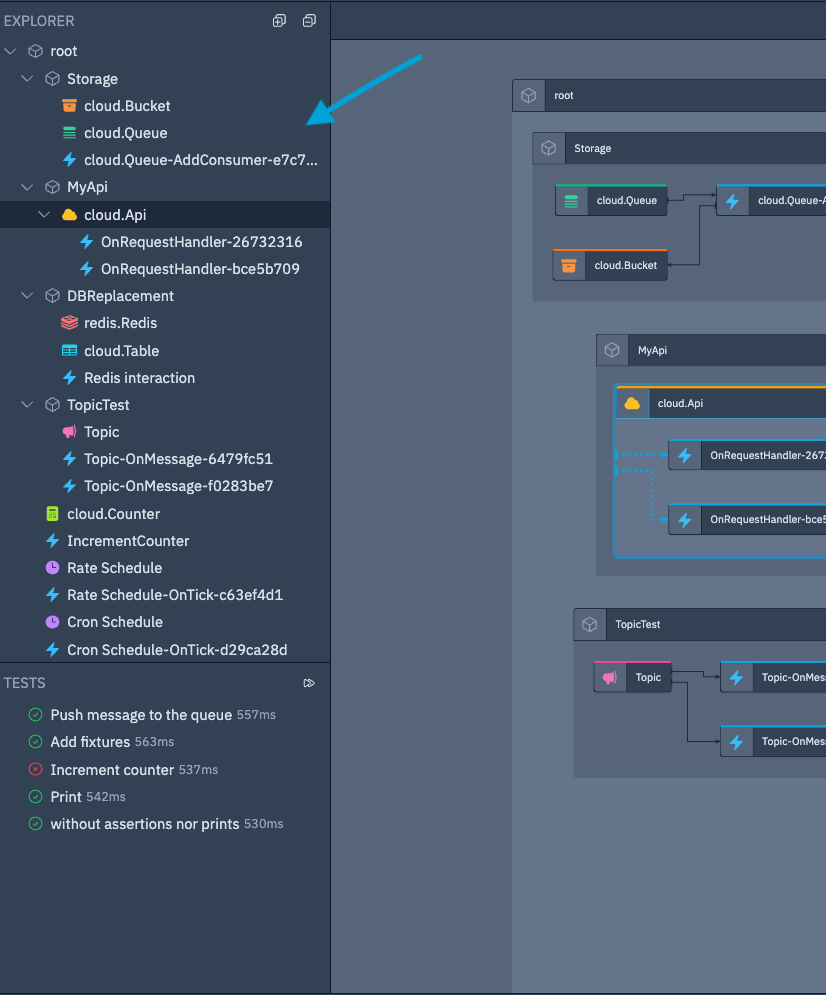 EXPLORER
root
Storage
cloud.Bucket
cloud.Queue
cloud.Queue-AddConsumer-e7c7...
MyApi
cloud.Api
OnRequestHandler-26732316
OnRequestHandler-bce5b709
DBReplacement
redis.Redis
cloud.Table
Redis interaction
TopicTest
Topic
Topic-OnMessage-6479fc51
Topic-OnMessage-f0283be7
cloud.Counter
IncrementCounter
Rate Schedule
Rate Schedule-OnTick-c63ef4d1
Cron Schedule
Cron Schedule-OnTick-d29ca28d
TESTS
Push message to the queue 557ms
Add fixtures 563ms
Increment counter 537ms
Print 542ms
without assertions nor prints 530ms
root
Storage
cloud.Queue
cloud.Queue-A
cloud.Bucket
MyApi
cloud.Api
OnRequestHandler-2673
OnRequestHandler-bce5
TopicTest
Topic
Topic-OnMess
Topic-OnMess